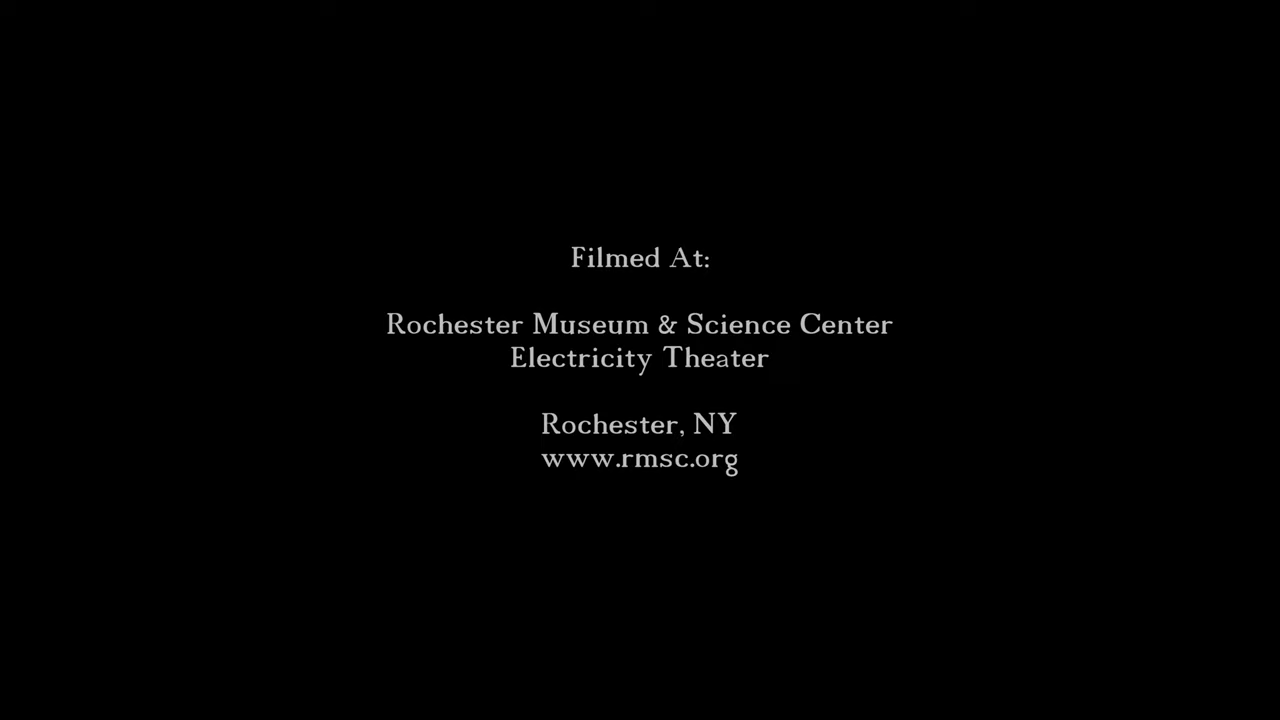 Filmed At:
Rochester Museum & Science Center
Electricity Theater
Rochester, NY
www.rmsc.org